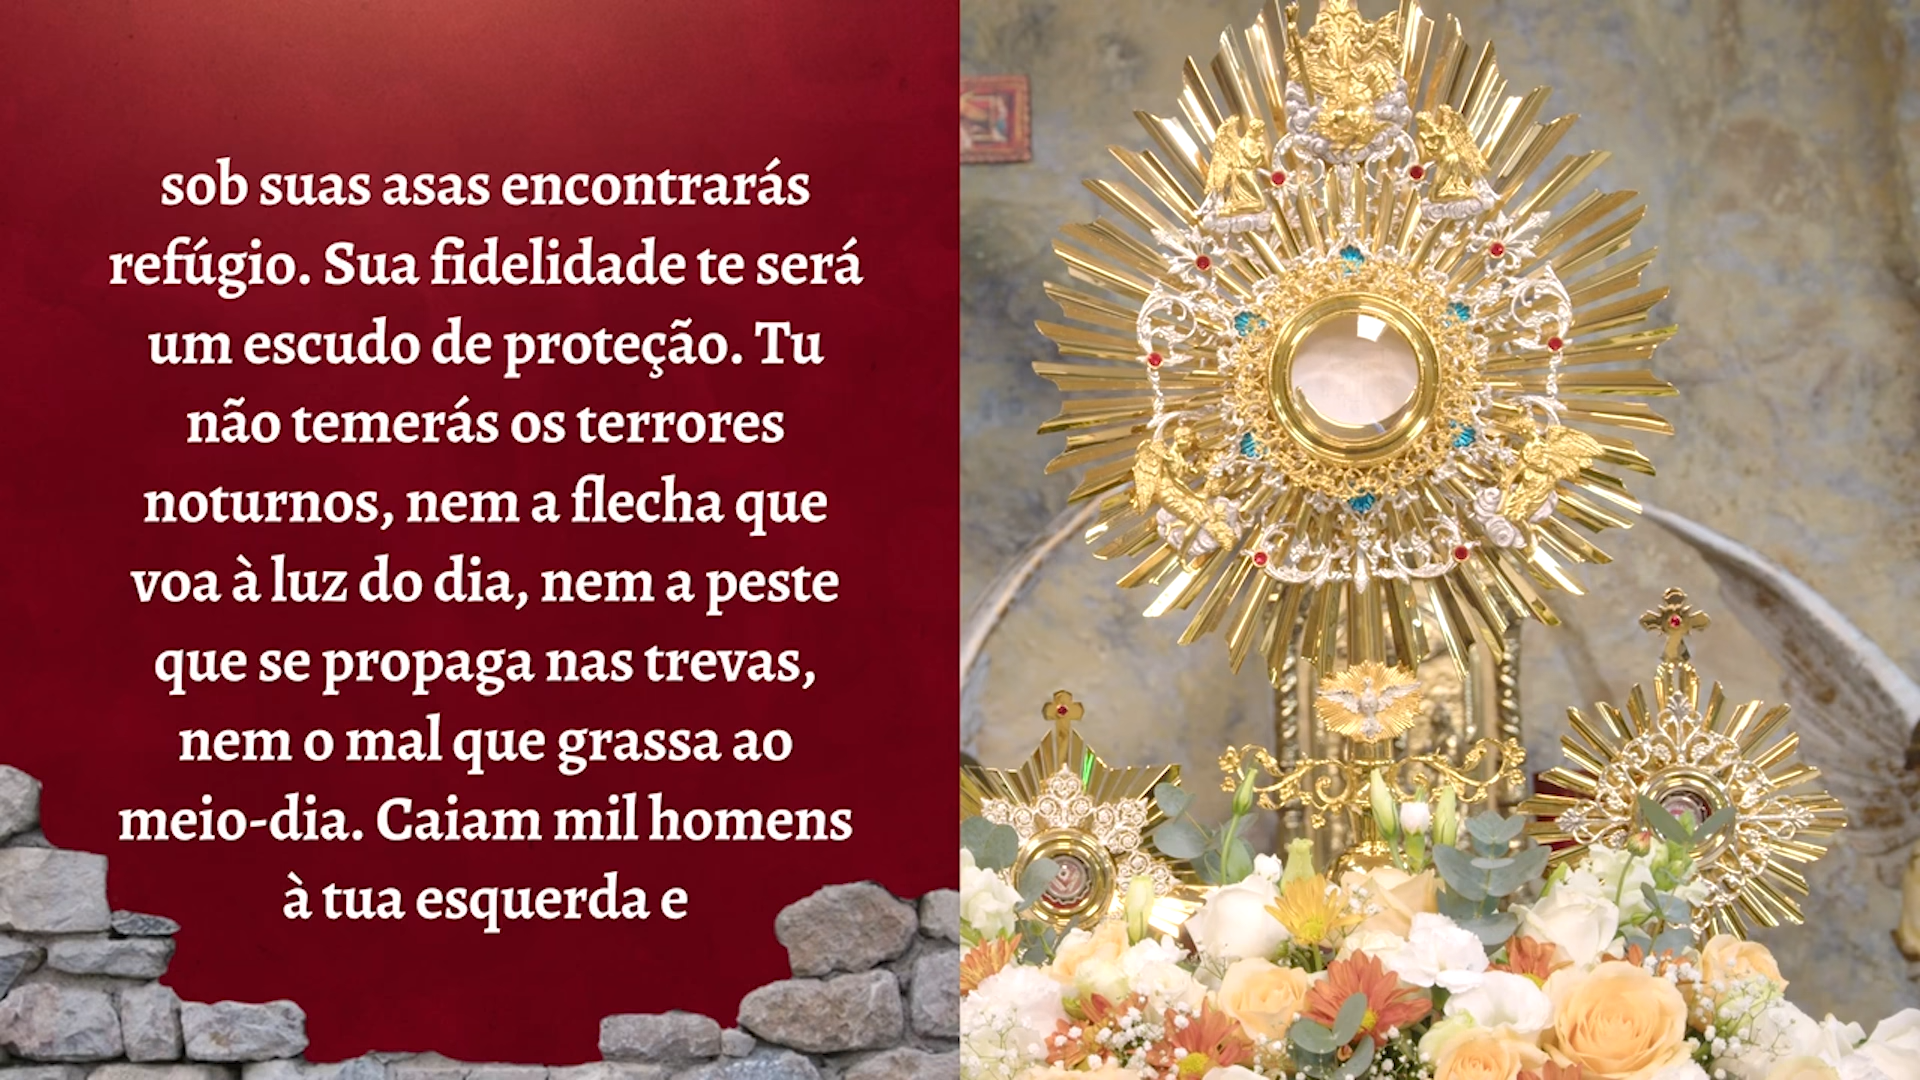 sob suas asas encontrarás
refúgio. Sua fidelidade te será
um escudo de proteção. Tu
não temerás os terrores
noturnos, nem a flecha que
voa à luz do dia, nem a peste
que se propaga nas trevas,
nem o mal que grassa ao
meio-dia. Caiam mil homens
à tua esquerda e